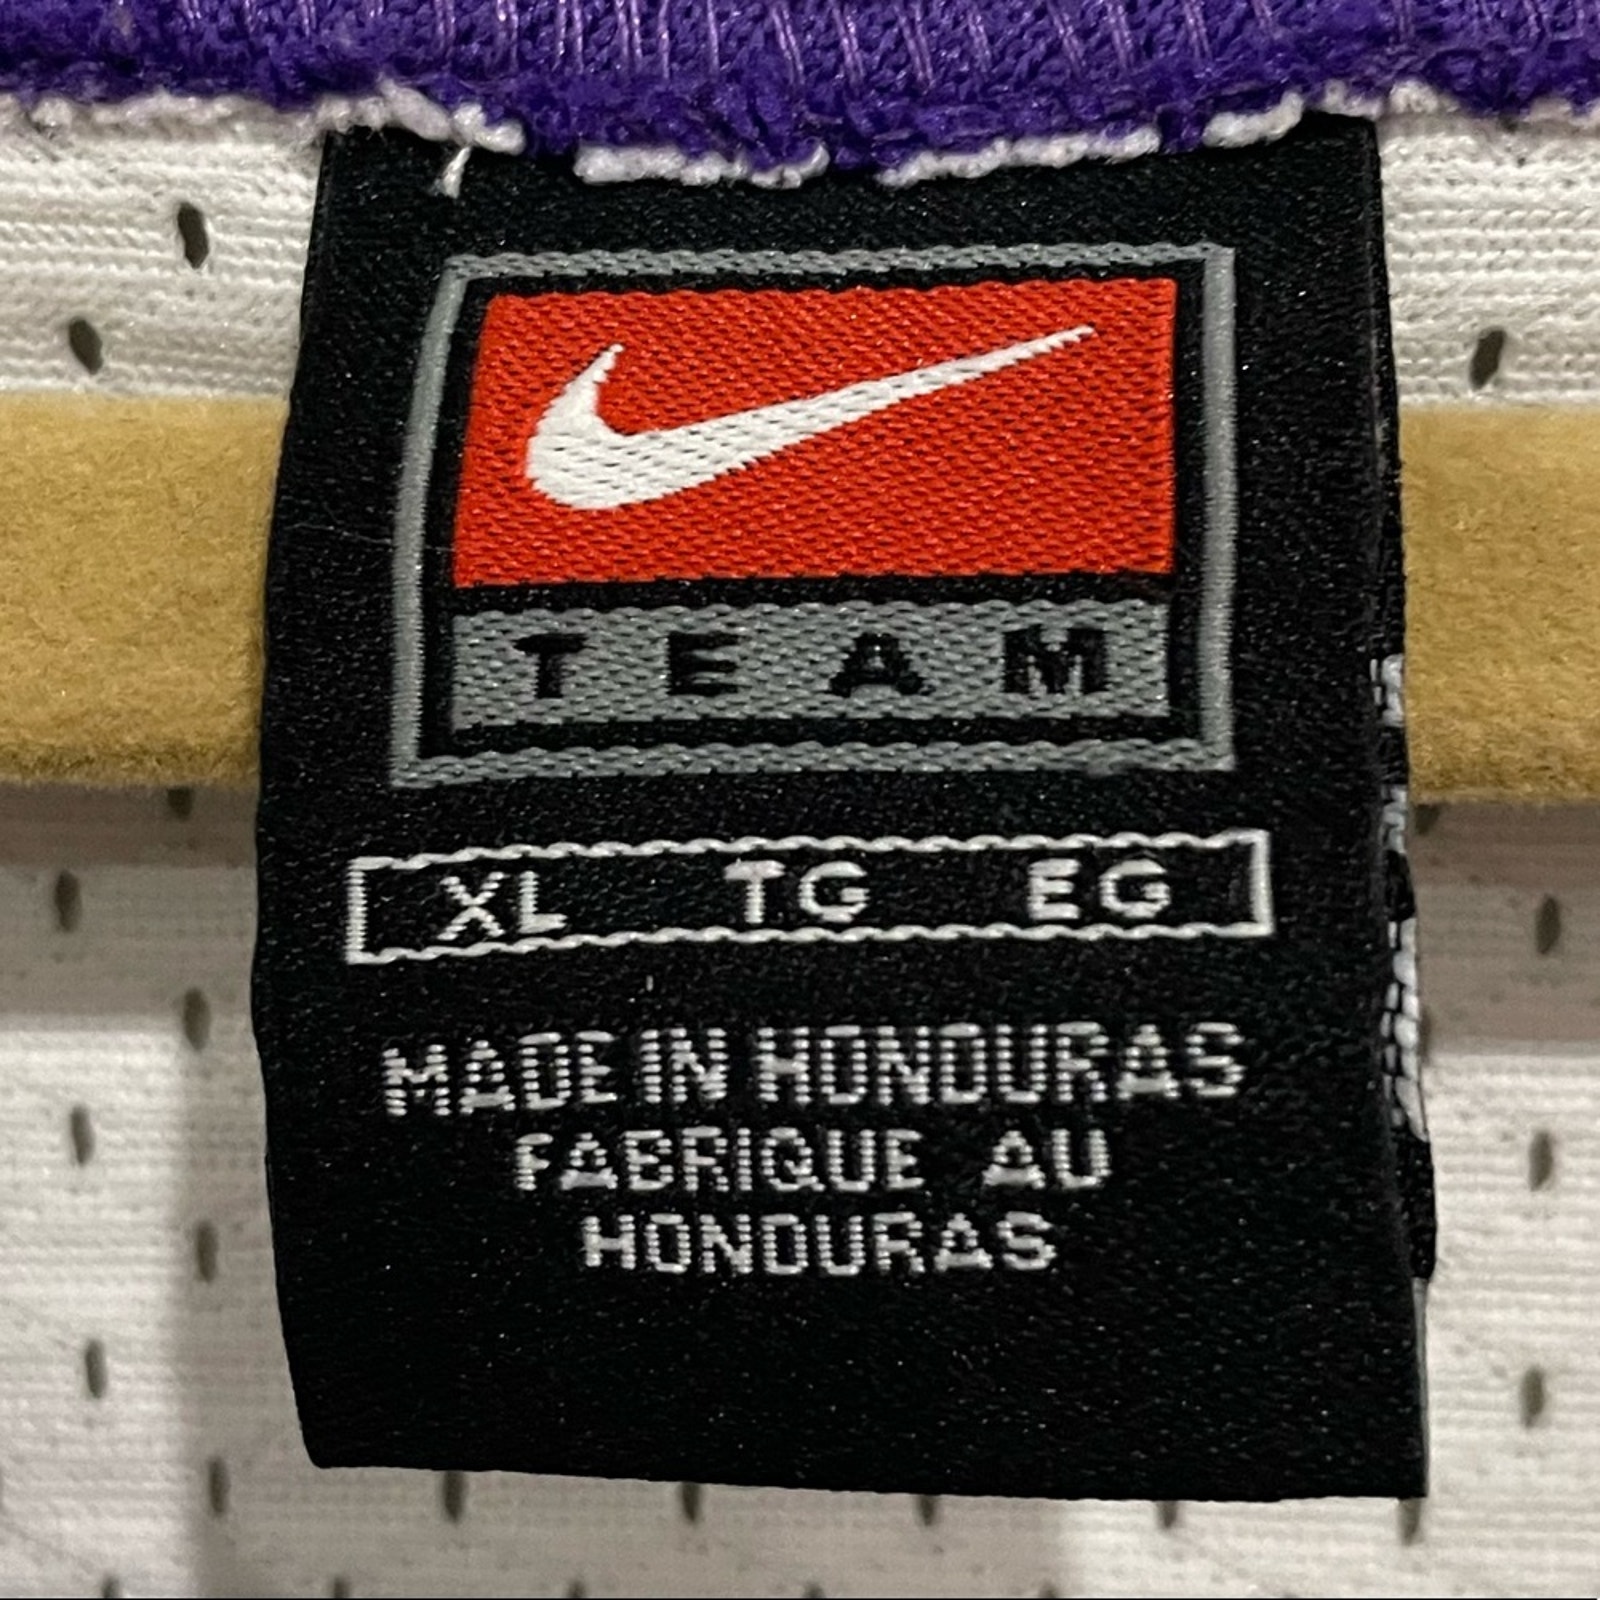 TEAM
XL TG EG
MADE IN HONDURAS
FABRIQUE AU
HONDURAS